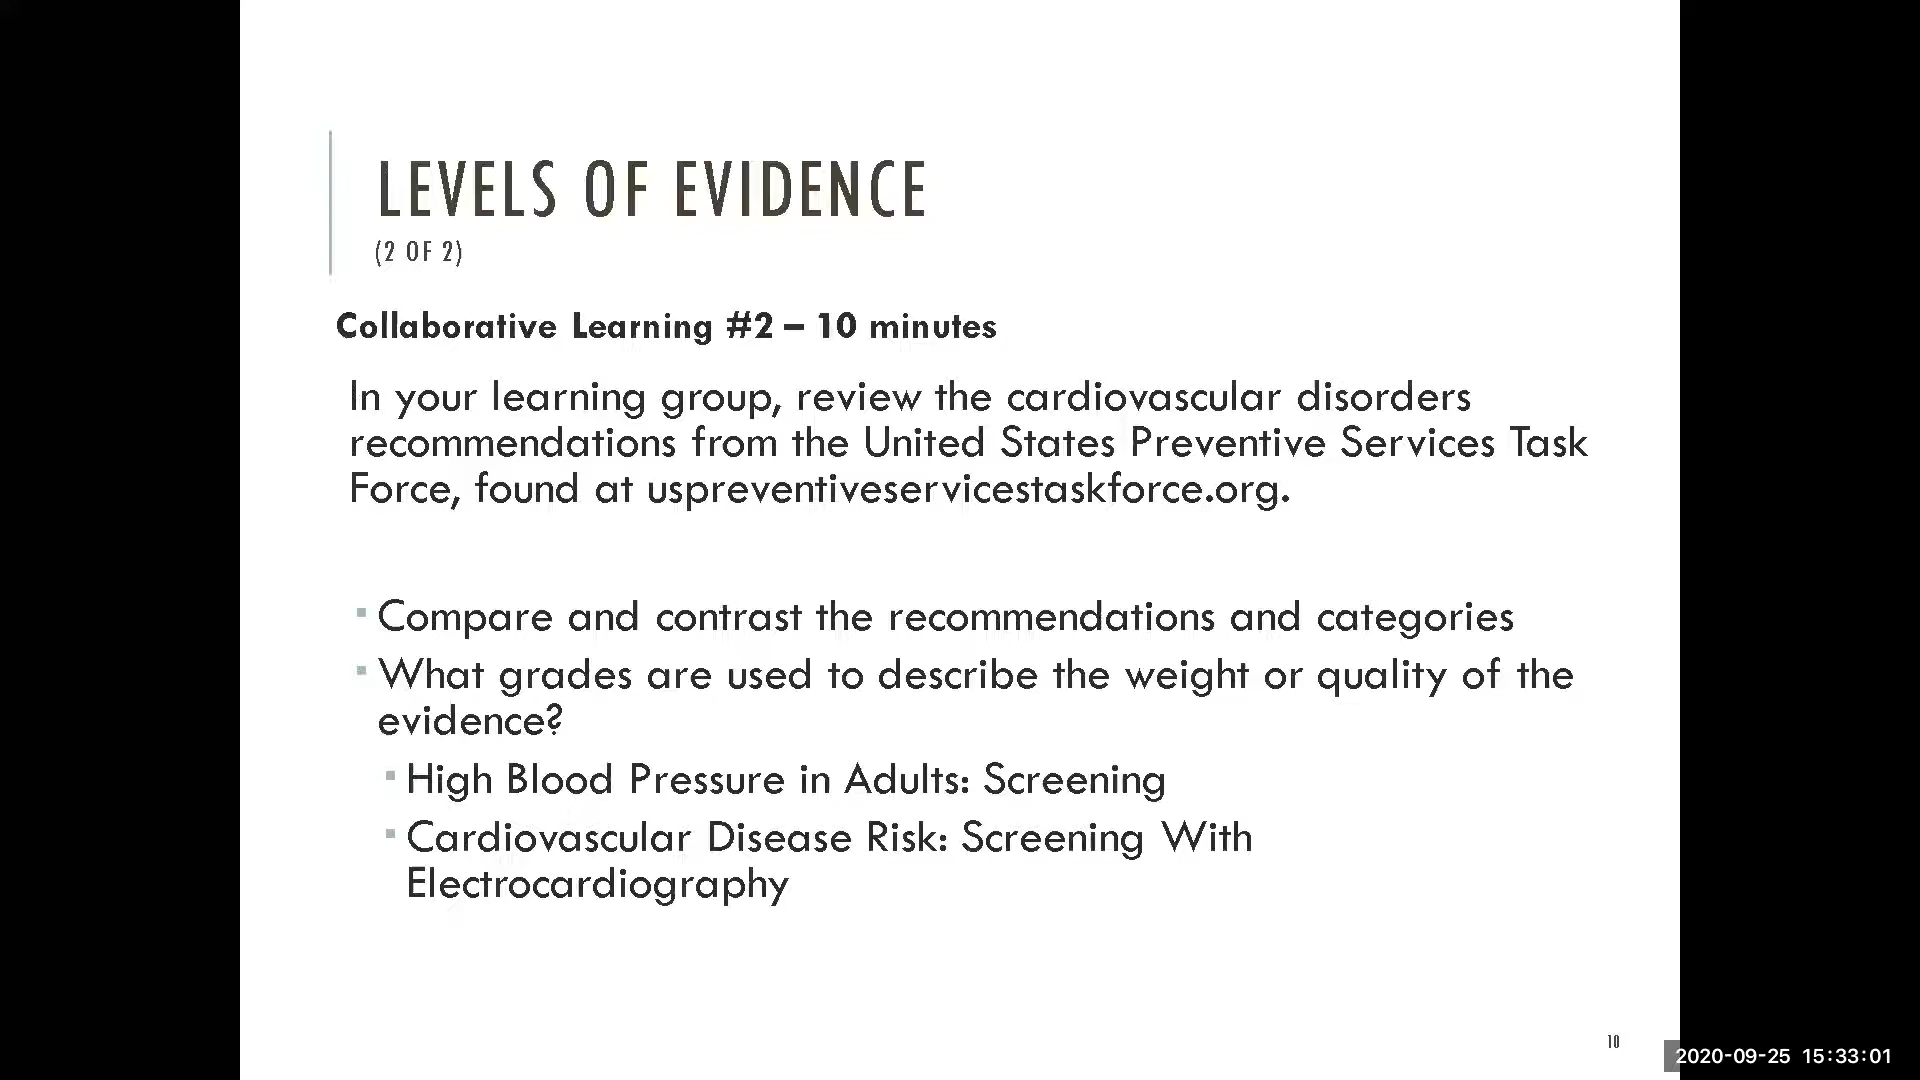 LEVELS OF EVIDENCE
(2 OF 2)
Collaborative Learning #2 – 10 minutes
In your learning group, review the cardiovascular disorders
recommendations from the United States Preventive Services Task
Force, found at uspreventiveservicestaskforce.org.
▪ Compare and contrast the recommendations and categories
▪ What grades are used to describe the weight or quality of the
evidence?
▪ High Blood Pressure in Adults: Screening
▪ Cardiovascular Disease Risk: Screening With
Electrocardiography
10
2020-09-25 15:33:01